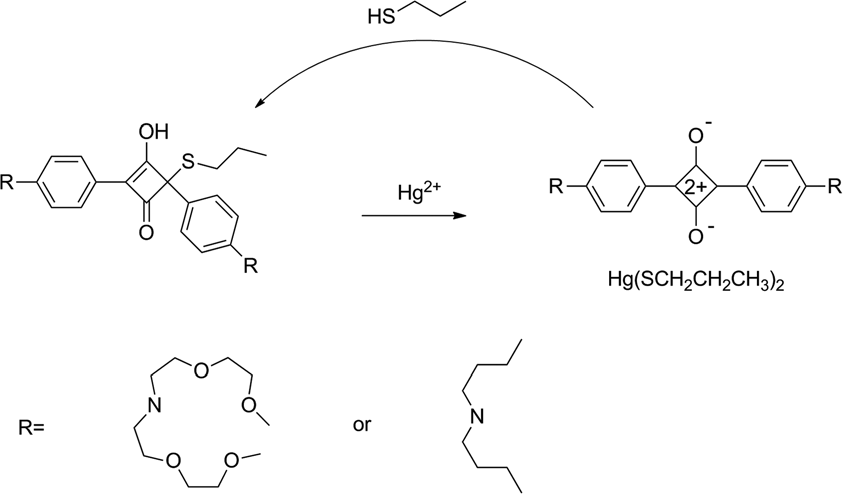 HS
OH
S
R
O
R
Hg2+
O-
R
2+
R
O-
Hg(SCH2CH2CH3)2
R=
O
O
N
O
O
or
N